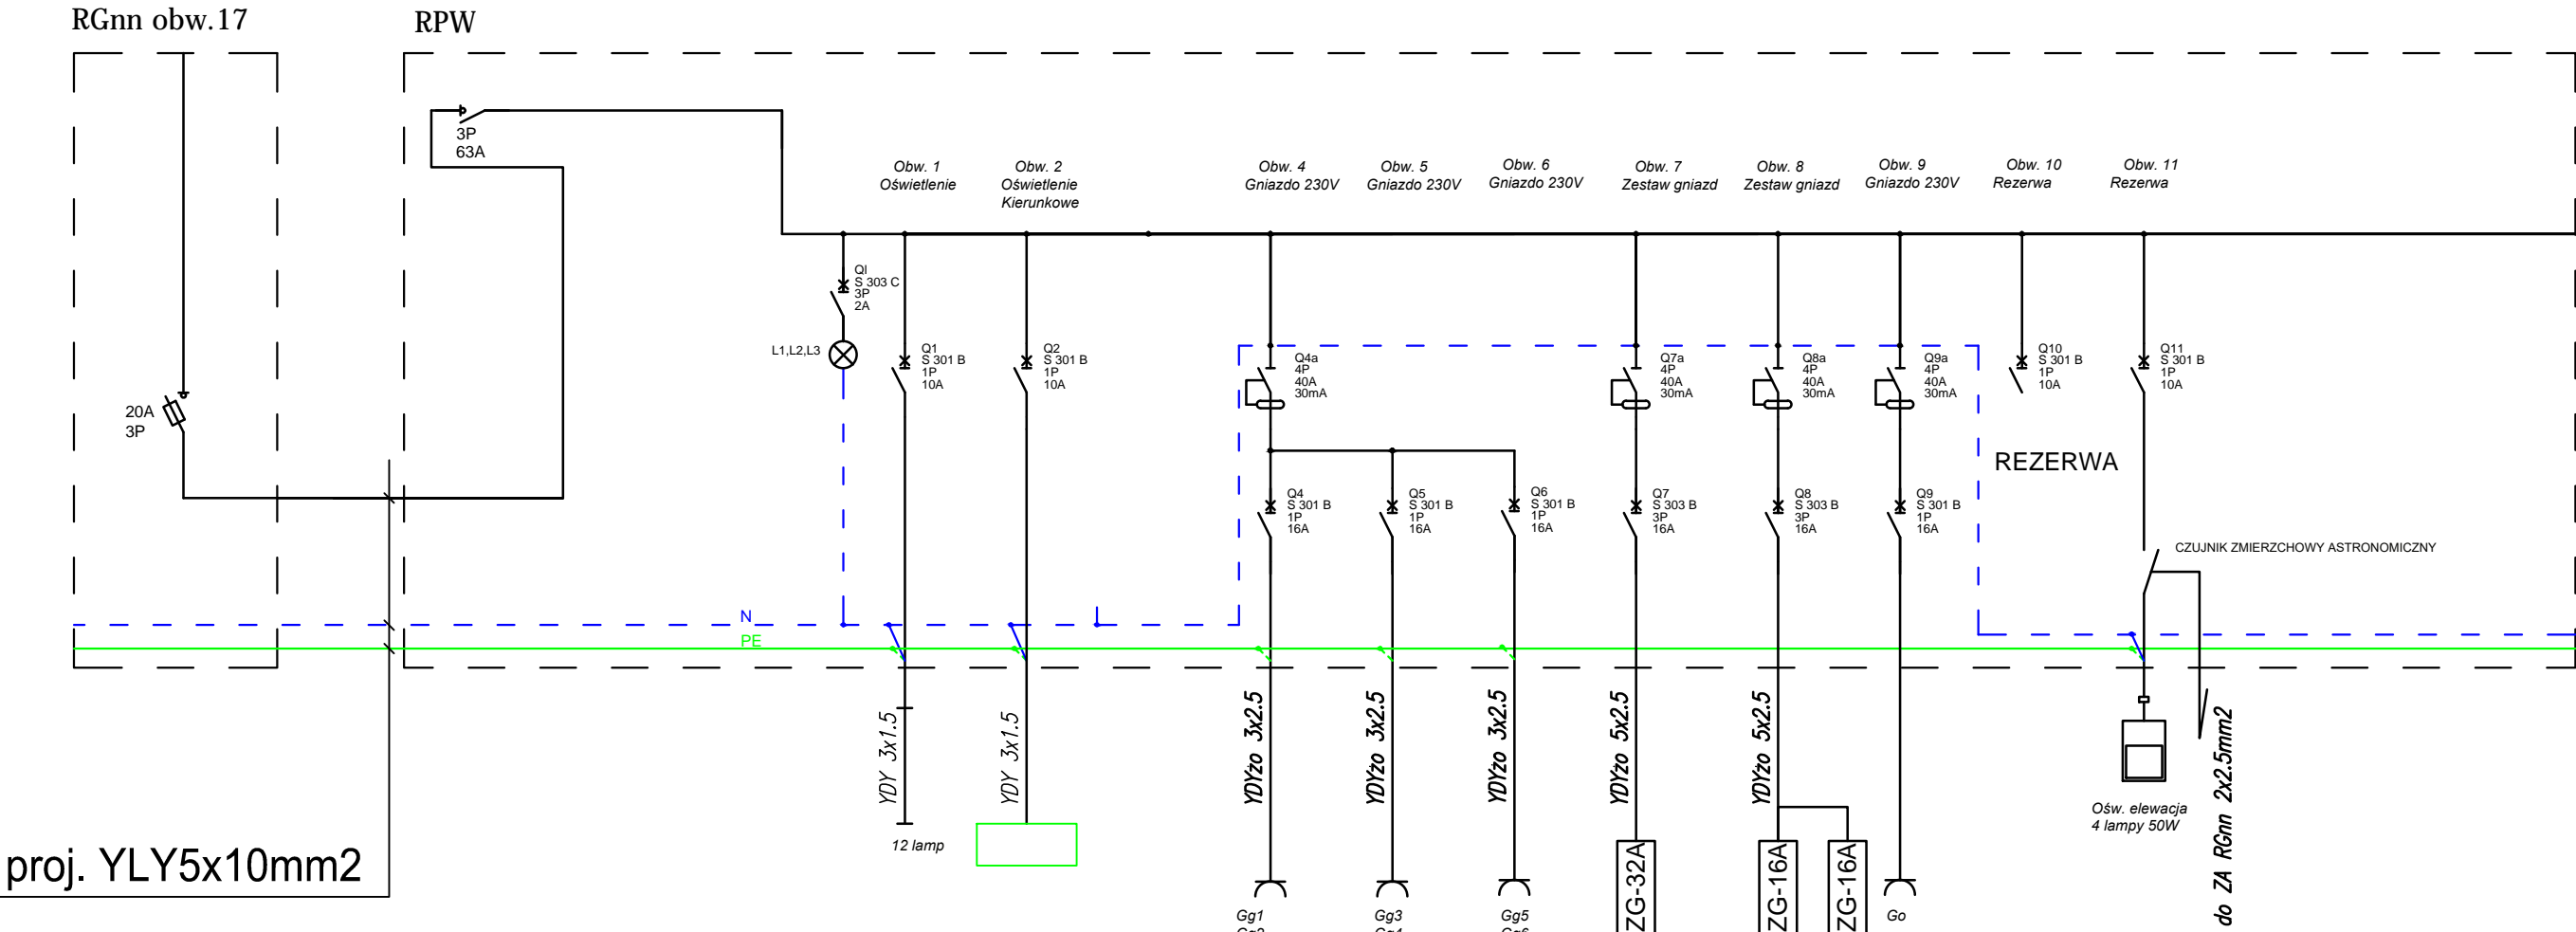 RGnn obw.17
RPW
3P
63A
20A
3P
Obw. 1
Oświetlenie
Obw. 2
Oświetlenie
Kierunkowe
Obw. 4
Gniazdo 230V
Obw. 5
Gniazdo 230V
Obw. 6
Gniazdo 230V
Obw. 7
Zestaw gniazd
Obw. 8
Zestaw gniazd
Obw. 9
Gniazdo 230V
Obw. 10
Rezerwa
Obw. 11
Rezerwa
QI
S 303 C
3P
2A
L1,L2,L3
Q1
S 301 B
1P
10A
Q2
S 301 B
1P
10A
Q4a
4P
40A
30mA
Q7a
4P
40A
30mA
Q8a
4P
40A
30mA
Q9a
4P
40A
30mA
Q10
S 301 B
1P
10A
Q11
S 301 B
1P
10A
REZERWA
Q4
S 301 B
1P
16A
Q5
S 301 B
1P
16A
Q6
S 301 B
1P
16A
Q7
S 303 B
3P
16A
Q8
S 303 B
3P
16A
Q9
S 301 B
1P
16A
CZUJNIK ZMIERZCHOWY ASTRONOMICZNY
N
PE
YDY 3x1.5
YDY 3x1.5
YDYżo 3x2.5
YDYżo 3x2.5
YDYżo 3x2.5
YDYżo 5x2.5
YDYżo 5x2.5
do ZA RGnn 2x2.5mm2
12 lamp
Ośw. elewacja
4 lampy 50W
proj. YLY5x10mm2
ZG-32A
ZG-16A
ZG-16A
Gg1
Gg3
Gg5
Go